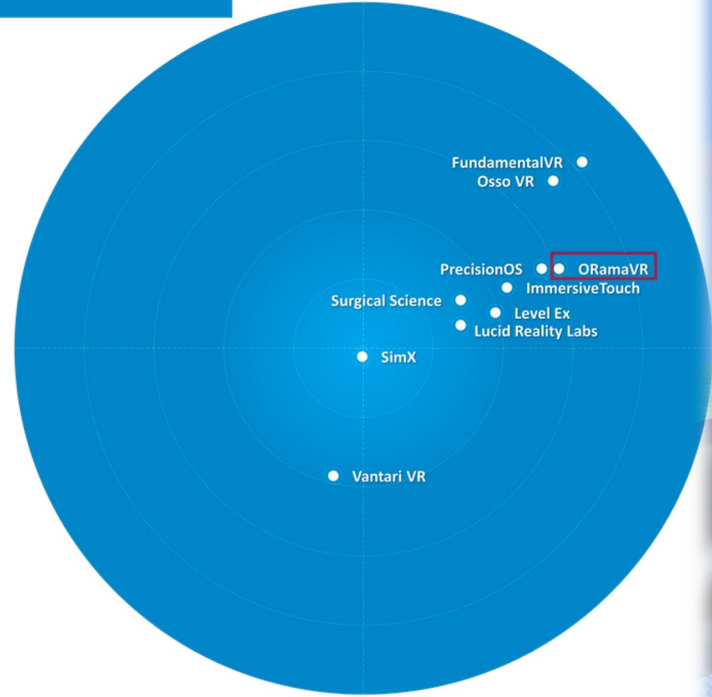 FundamentalVR
Osso VR
PrecisionOS
ORamaVR
ImmersiveTouch
Surgical Science
Level Ex
Lucid Reality Labs
SimX
Vantari VR